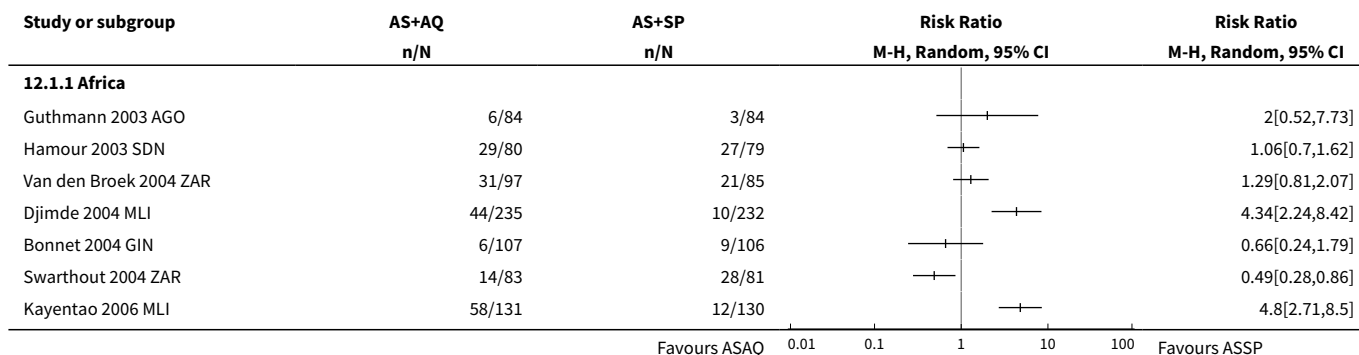 Study or subgroup AS+AQ AS+SP Risk Ratio Risk Ratio
n/N n/N M-H, Random, 95% CI M-H, Random, 95% CI
12.1.1 Africa
Guthmann 2003 AGO 6/84 3/84 2[0.52,7.73]
Hamour 2003 SDN 29/80 27/79 1.06[0.7,1.62]
Van den Broek 2004 ZAR 31/97 21/85 1.29[0.81,2.07]
Djimde 2004 MLI 44/235 10/232 4.34[2.24,8.42]
Bonnet 2004 GIN 6/107 9/106 0.66[0.24,1.79]
Swarthout 2004 ZAR 14/83 28/81 0.49[0.28,0.86]
Kayentao 2006 MLI 58/131 12/130 4.8[2.71,8.5]
Favours ASAQ 0.01 0.1 1 10 100 Favours ASSP